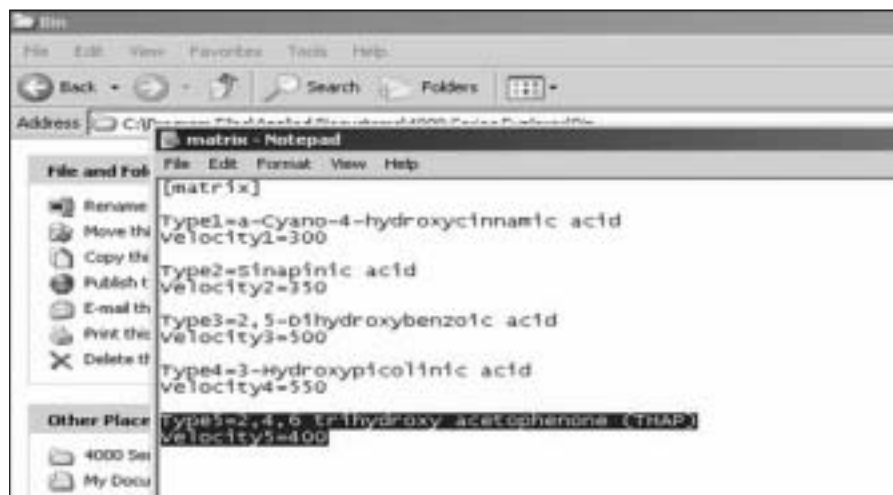 Bin
File Edit View Favorites Tools Help
Back Search Folders
Address
matrix - Notepad
File Edit Format View Help
File and Fol
Rename
Move thi
Copy thi
Publish t
E-mail th
Print this
Delete th
Other Place
4000 Ser
My Docu
[matrix]
Type1=a-Cyano-4-hydroxycinnamic acid
Velocity1=300
Type2=Sinapinic acid
Velocity2=350
Type3=2,5-Dihydroxybenzoic acid
Velocity3=500
Type4=3-Hydroxypicolinic acid
Velocity4=550
Type5=2,4,6 trihydroxy acetophenone (THAP)
Velocity5=400